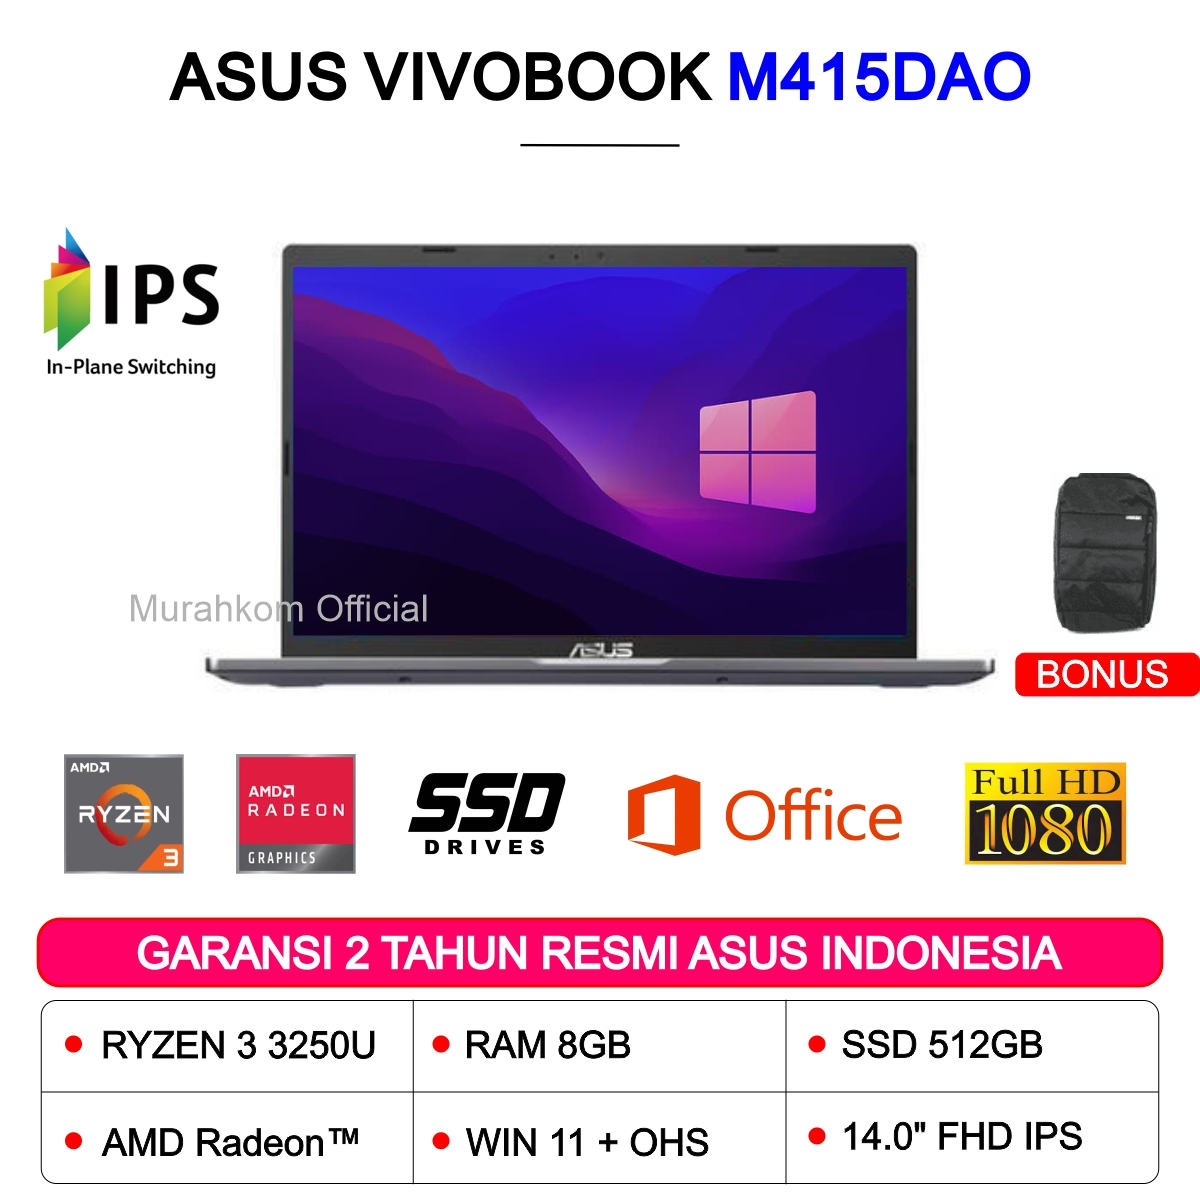 ASUS VIVOBOOK M415DAO
IPS
In-Plane Switching
Murahkom Official
ASUS
BONUS
AMD
RYZEN
3
AMD
RADEON
GRAPHICS
SSD
DRIVES
Office
Full HD
1080
GARANSI 2 TAHUN RESMI ASUS INDONESIA
RYZEN 3 3250U
RAM 8GB
SSD 512GB
AMD Radeon™
WIN 11 + OHS
14.0" FHD IPS